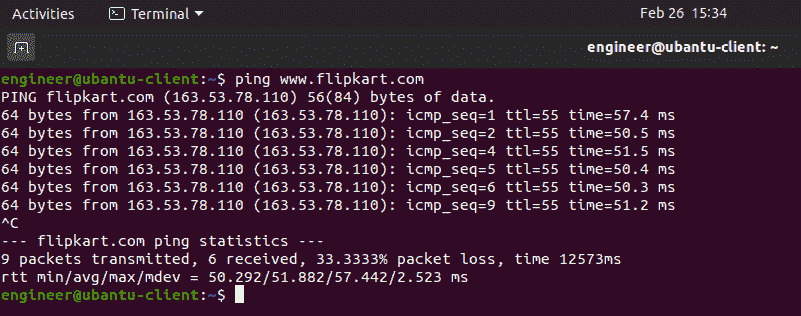 Activities Terminal Feb 26 15:34
engineer@ubantu-client: ~
engineer@ubantu-client:~$ ping www.flipkart.com
PING flipkart.com (163.53.78.110) 56(84) bytes of data.
64 bytes from 163.53.78.110 (163.53.78.110): icmp_seq=1 ttl=55 time=57.4 ms
64 bytes from 163.53.78.110 (163.53.78.110): icmp_seq=2 ttl=55 time=50.5 ms
64 bytes from 163.53.78.110 (163.53.78.110): icmp_seq=4 ttl=55 time=51.5 ms
64 bytes from 163.53.78.110 (163.53.78.110): icmp_seq=5 ttl=55 time=50.4 ms
64 bytes from 163.53.78.110 (163.53.78.110): icmp_seq=6 ttl=55 time=50.3 ms
64 bytes from 163.53.78.110 (163.53.78.110): icmp_seq=9 ttl=55 time=51.2 ms
^C
--- flipkart.com ping statistics ---
9 packets transmitted, 6 received, 33.3333% packet loss, time 12573ms
rtt min/avg/max/mdev = 50.292/51.882/57.442/2.523 ms
engineer@ubantu-client:~$